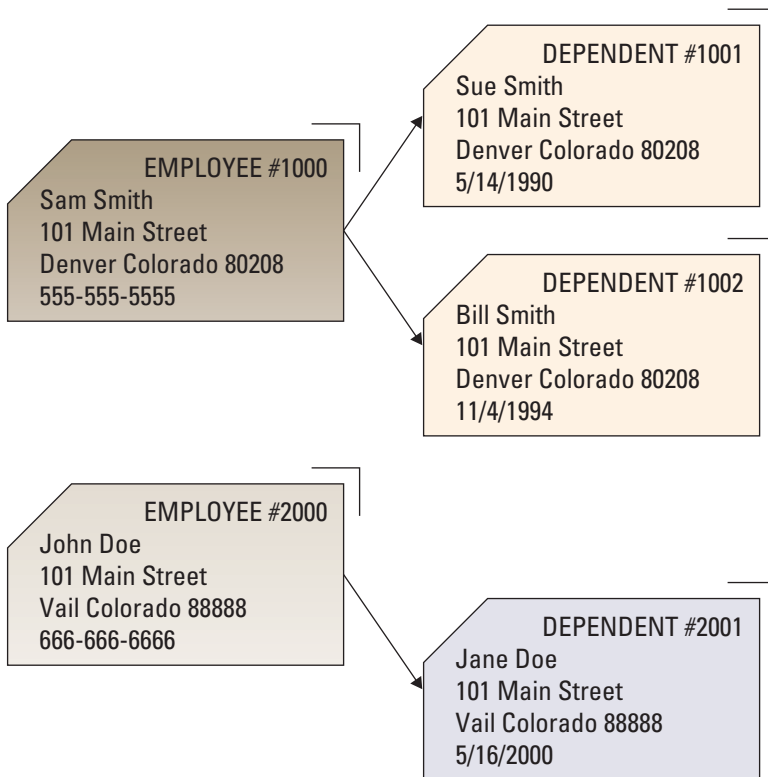 EMPLOYEE #1000
Sam Smith
101 Main Street
Denver Colorado 80208
555-555-5555
DEPENDENT #1001
Sue Smith
101 Main Street
Denver Colorado 80208
5/14/1990
DEPENDENT #1002
Bill Smith
101 Main Street
Denver Colorado 80208
11/4/1994
EMPLOYEE #2000
John Doe
101 Main Street
Vail Colorado 88888
666-666-6666
DEPENDENT #2001
Jane Doe
101 Main Street
Vail Colorado 88888
5/16/2000